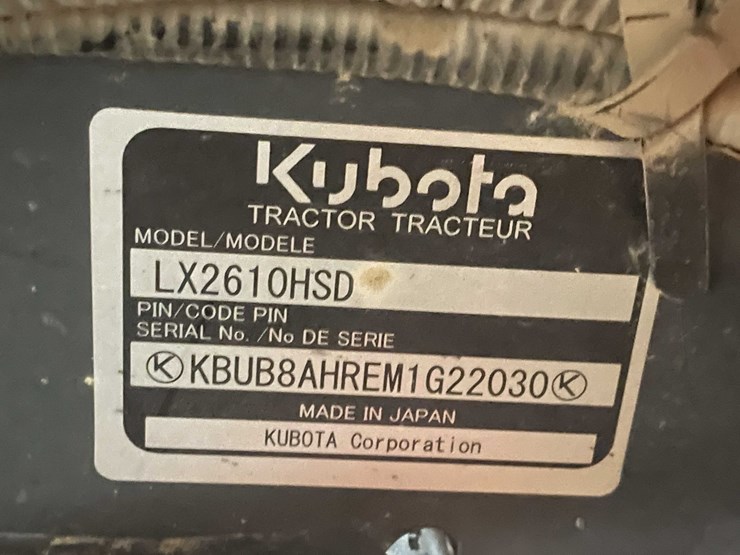 Kubota
TRACTOR TRACTEUR
MODEL/MODELE
LX2610HSD
PIN/CODE PIN
SERIAL No. /No DE SERIE
KBUB8AHREM1G22030
MADE IN JAPAN
KUBOTA Corporation